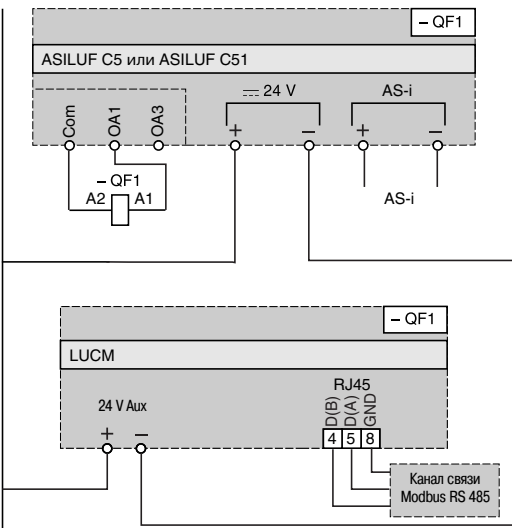 – QF1
ASILUF C5 или ASILUF C51
24 V
AS-i
Com
OA1
OA3
+
–
+
–
– QF1
A2
A1
AS-i
– QF1
LUCM
RJ45
24 V Aux
D(B)
D(A)
GND
+
–
4 5 8
Канал связи
Modbus RS 485